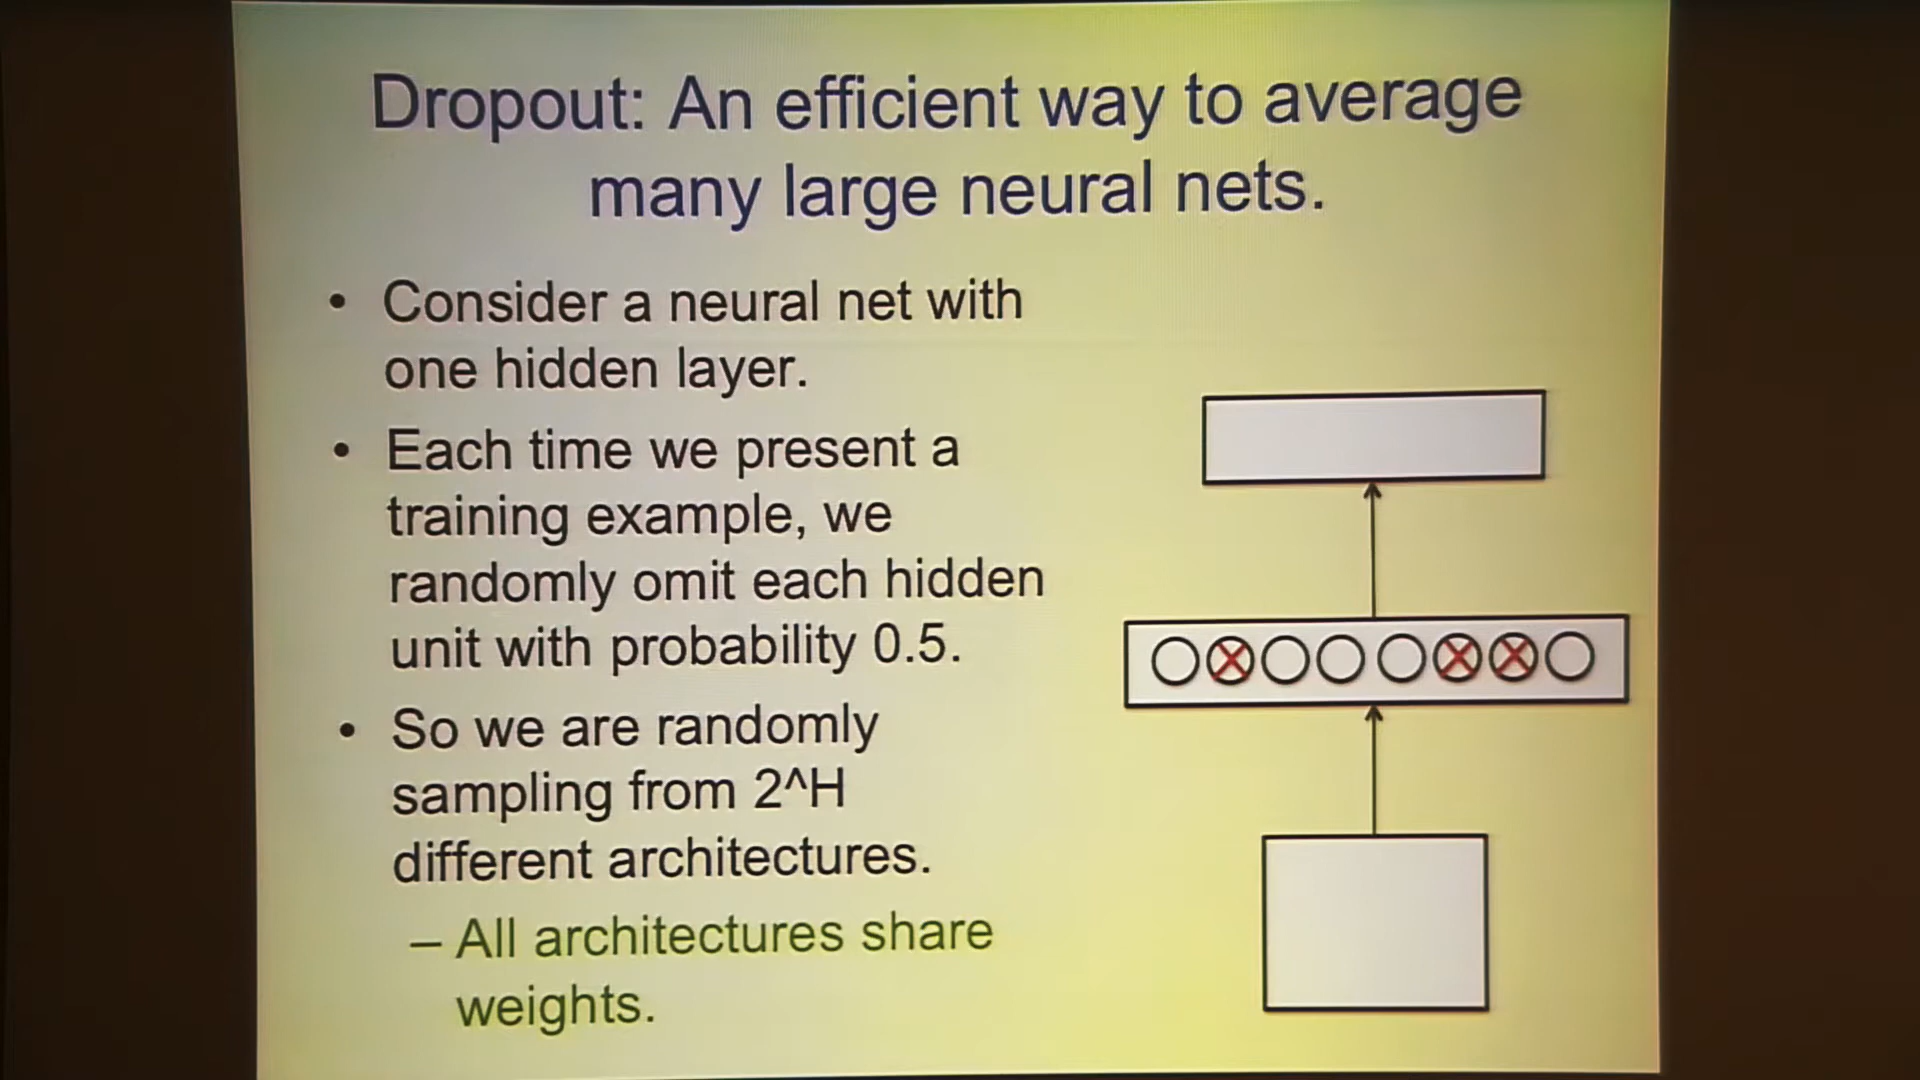 Dropout: An efficient way to average
many large neural nets.
• Consider a neural net with
one hidden layer.
• Each time we present a
training example, we
randomly omit each hidden
unit with probability 0.5.
• So we are randomly
sampling from 2^H
different architectures.
– All architectures share
weights.